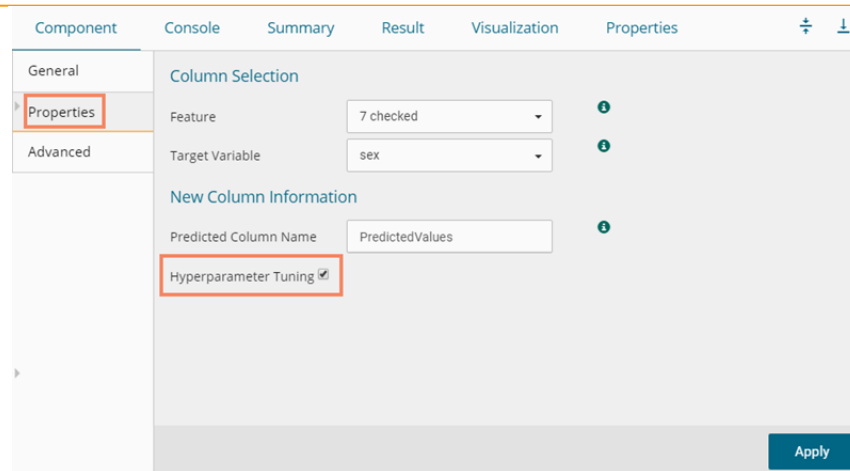 Component Console Summary Result Visualization Properties
General
Properties
Advanced
Column Selection
Feature 7 checked
Target Variable sex
New Column Information
Predicted Column Name PredictedValues
Hyperparameter Tuning
Apply